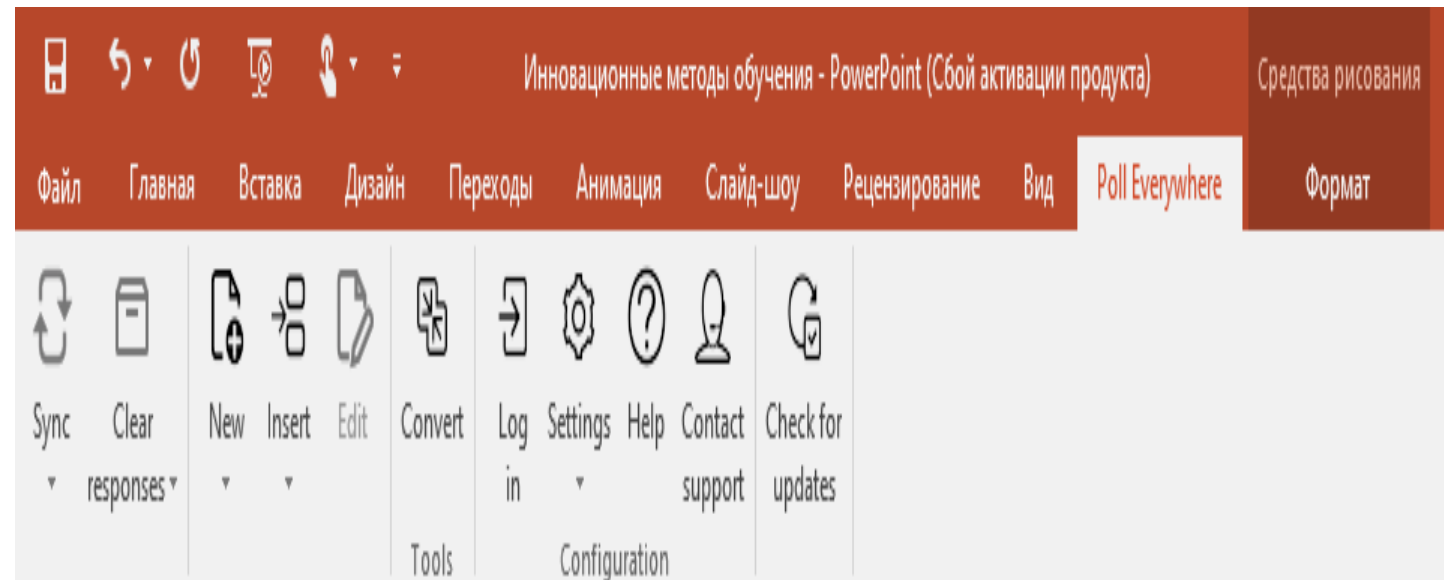 Инновационные методы обучения - PowerPoint (Сбой активации продукта) Средства рисования
Файл Главная Вставка Дизайн Переходы Анимация Слайд-шоу Рецензирование Вид Poll Everywhere Формат
Sync Clear New Insert Edit Convert Log Settings Help Contact Check for
responses in support updates
Tools Configuration